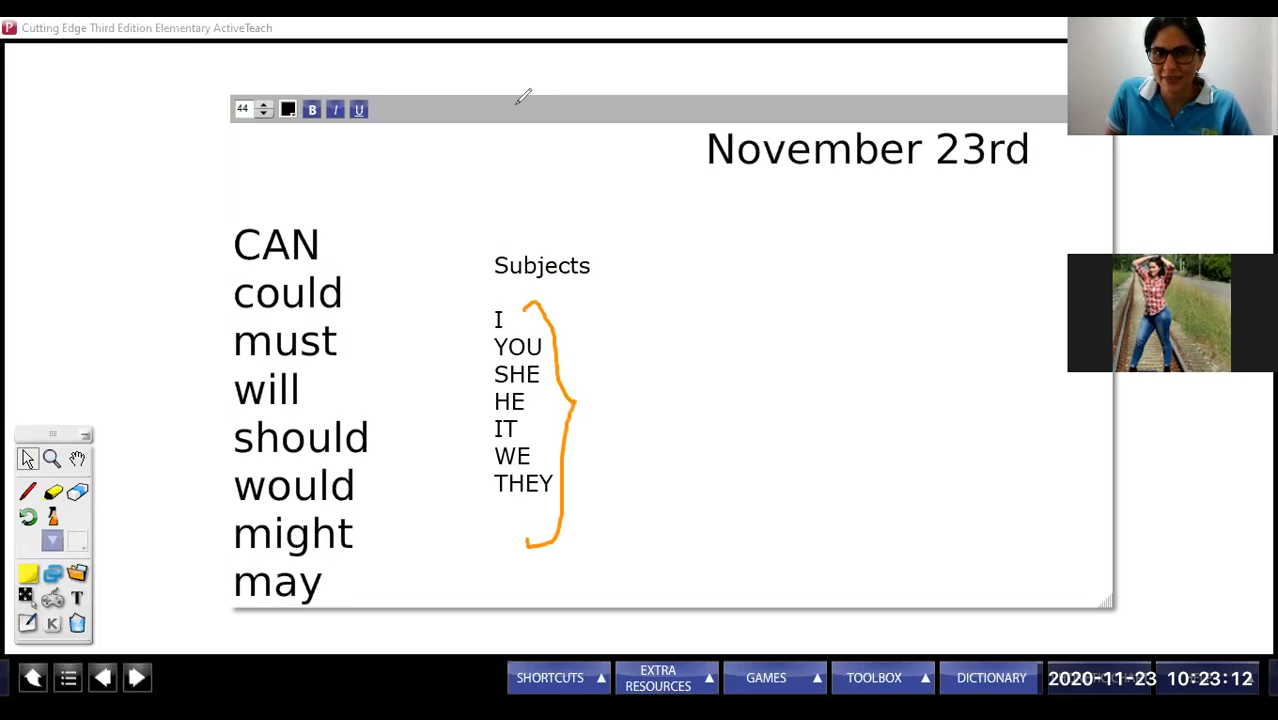 Cutting Edge Third Edition Elementary ActiveTeach
44
B I U
November 23rd
CAN
could
must
will
should
would
might
may
Subjects
I
YOU
SHE
HE
IT
WE
THEY
T
K
SHORTCUTS
EXTRA
RESOURCES
GAMES
TOOLBOX
DICTIONARY
2020-11-23 10:23:12